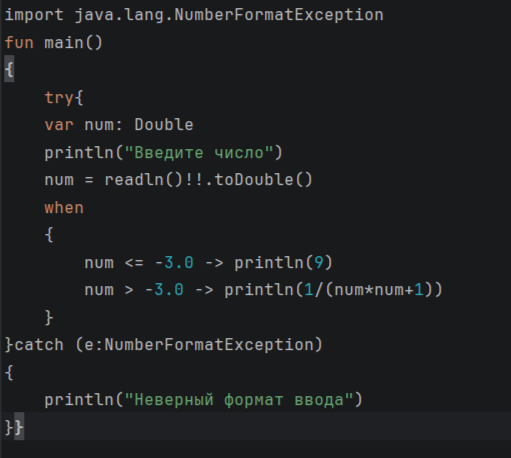 import java.lang.NumberFormatException
fun main()
{
    try{
    var num: Double
    println("Введите число")
    num = readln()!!.toDouble()
    when
    {
        num <= -3.0 -> println(9)
        num > -3.0 -> println(1/(num*num+1))
    }
}catch (e:NumberFormatException)
{
    println("Неверный формат ввода")
}}